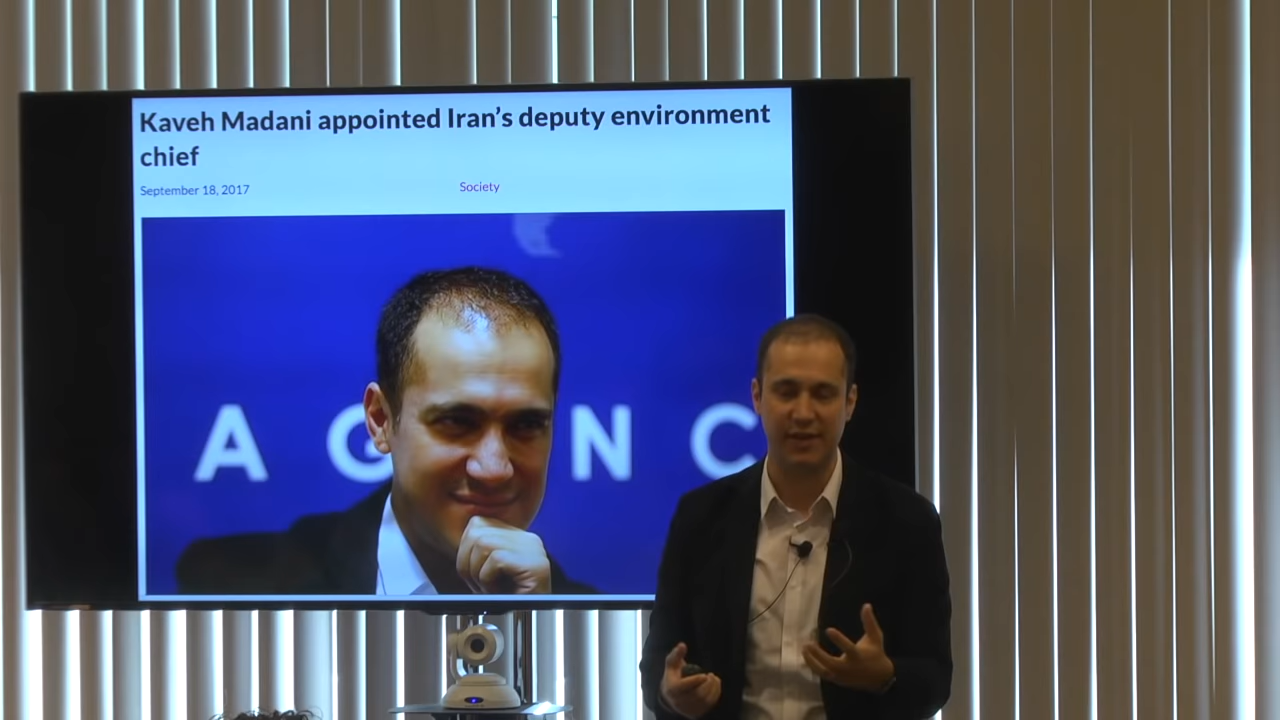 Kaveh Madani appointed Iran’s deputy environment
chief
September 18, 2017 Society
A G N C